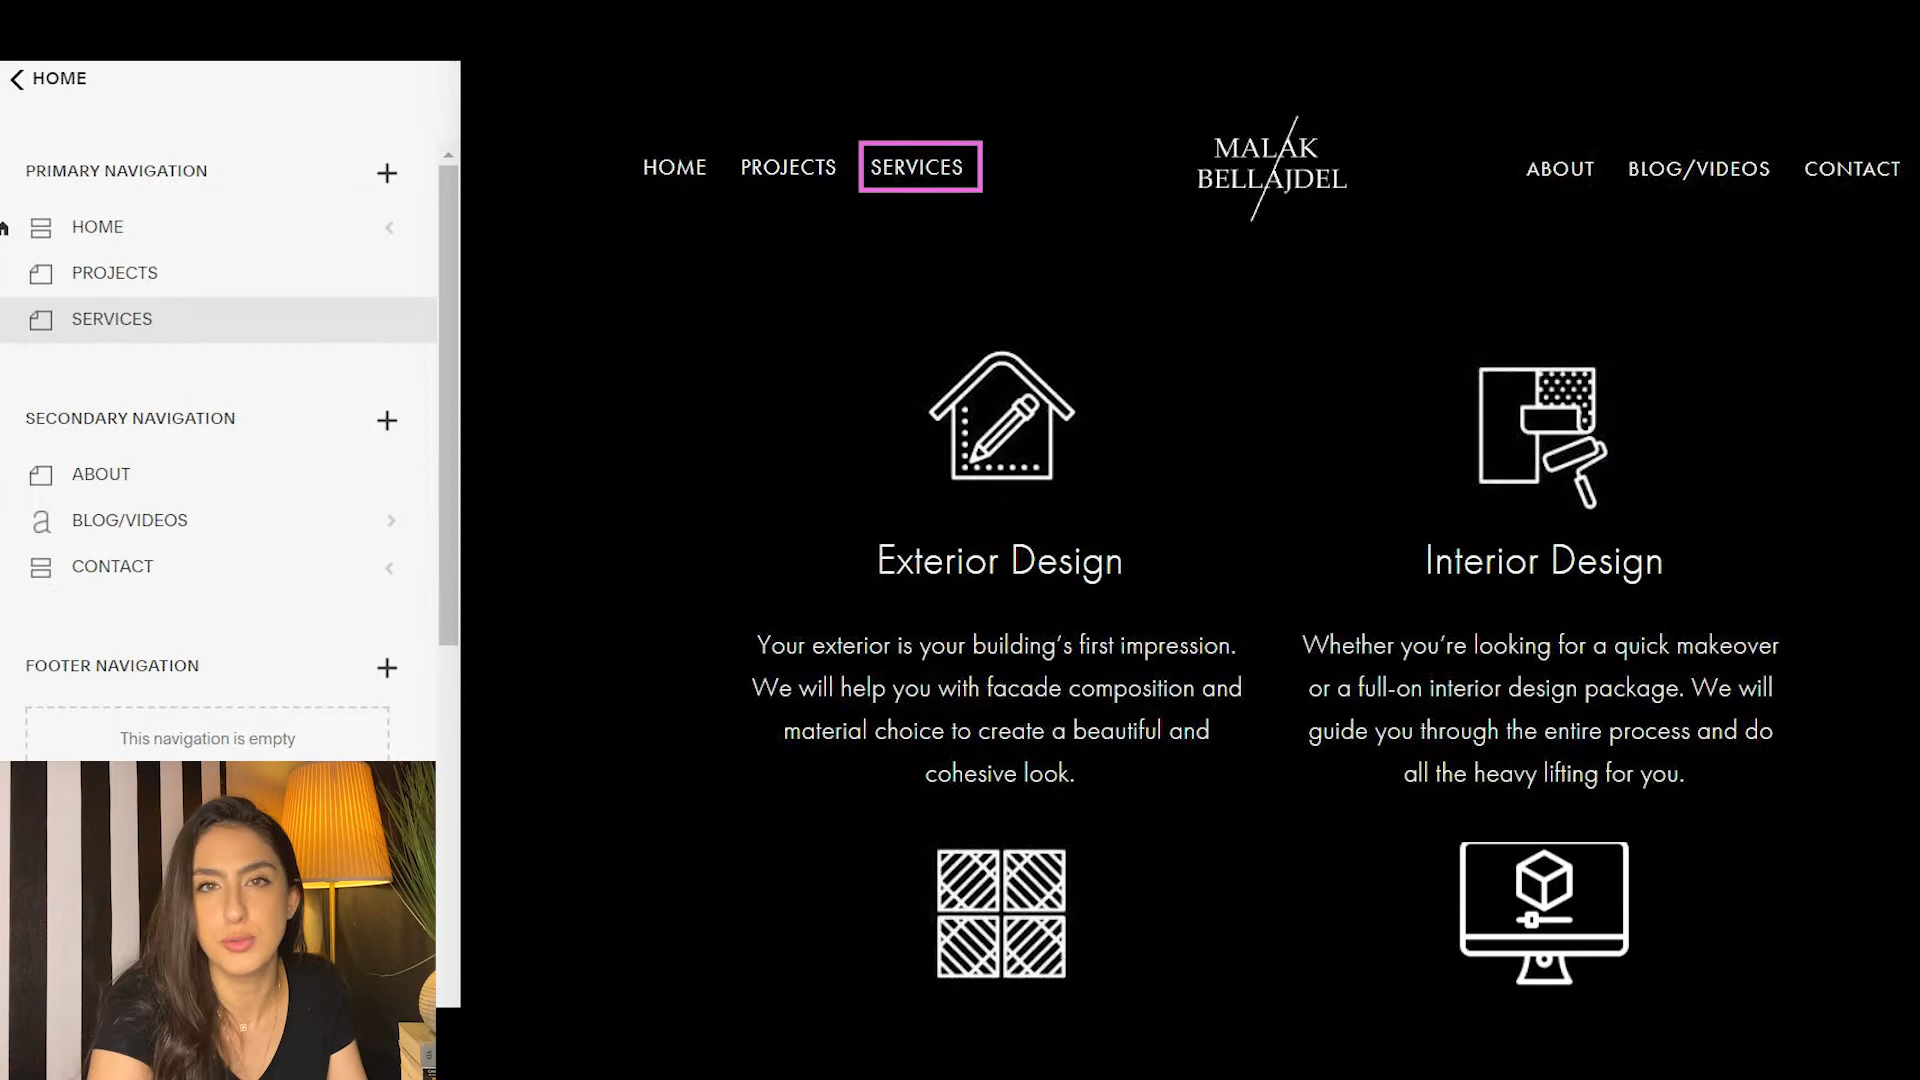 HOME
PRIMARY NAVIGATION
HOME
PROJECTS
SERVICES
SECONDARY NAVIGATION
ABOUT
a BLOG/VIDEOS
CONTACT
FOOTER NAVIGATION
This navigation is empty
HOME PROJECTS SERVICES
MALAK
BELLAJDEL
ABOUT BLOG/VIDEOS CONTACT
Exterior Design
Your exterior is your building’s first impression.
We will help you with facade composition and
material choice to create a beautiful and
cohesive look.
Interior Design
Whether you’re looking for a quick makeover
or a full-on interior design package. We will
guide you through the entire process and do
all the heavy lifting for you.